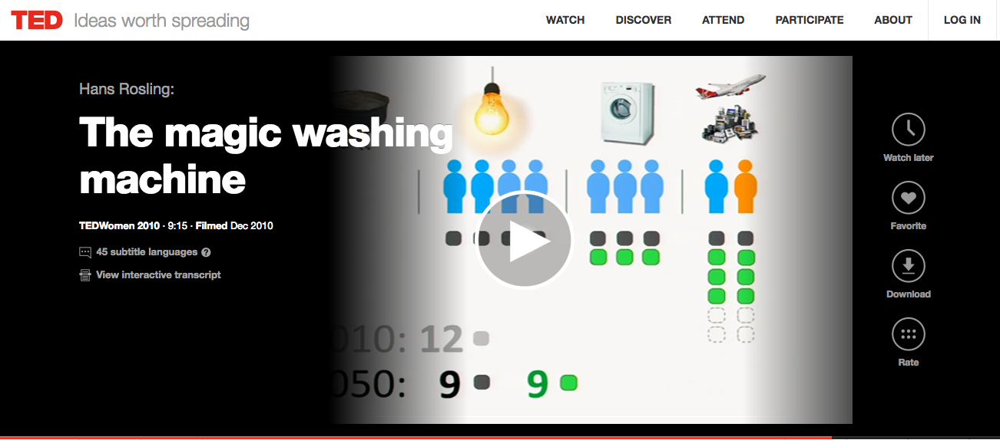 TED Ideas worth spreading WATCH DISCOVER ATTEND PARTICIPATE ABOUT LOG IN
Hans Rosling:
The magic washing
machine
TEDWomen 2010 · 9:15 · Filmed Dec 2010
45 subtitle languages ?
View interactive transcript
010: 12
050: 9 9
Watch later
Favorite
Download
Rate